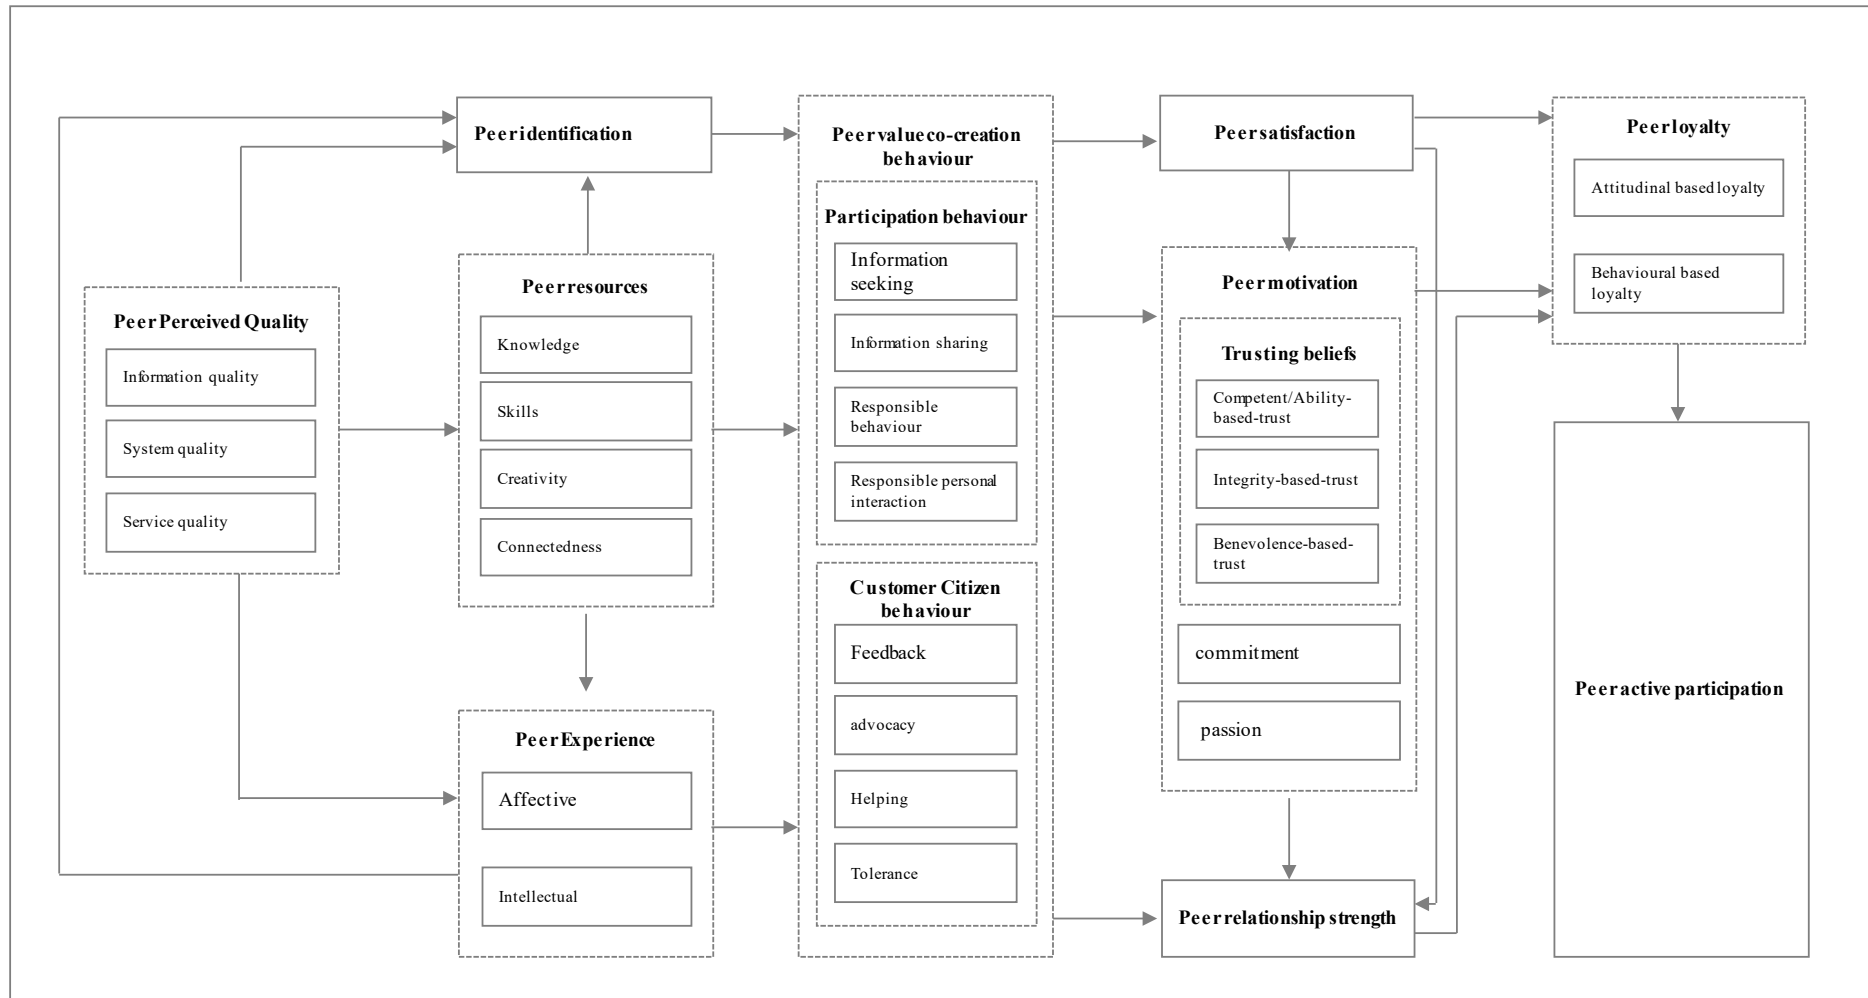 Peer Perceived Quality
Information quality
System quality
Service quality
Peer identification
Peer resources
Knowledge
Skills
Creativity
Connectedness
Peer Experience
Affective
Intellectual
Peer value co-creation
behaviour
Participation behaviour
Information
seeking
Information sharing
Responsible
behaviour
Responsible personal
interaction
Customer Citizen
behaviour
Feedback
advocacy
Helping
Tolerance
Peer satisfaction
Peer motivation
Trusting beliefs
Competent/Ability-
based-trust
Integrity-based-trust
Benevolence-based-
trust
commitment
passion
Peer relationship strength
Peer loyalty
Attitudinal based loyalty
Behavioural based
loyalty
Peer active participation